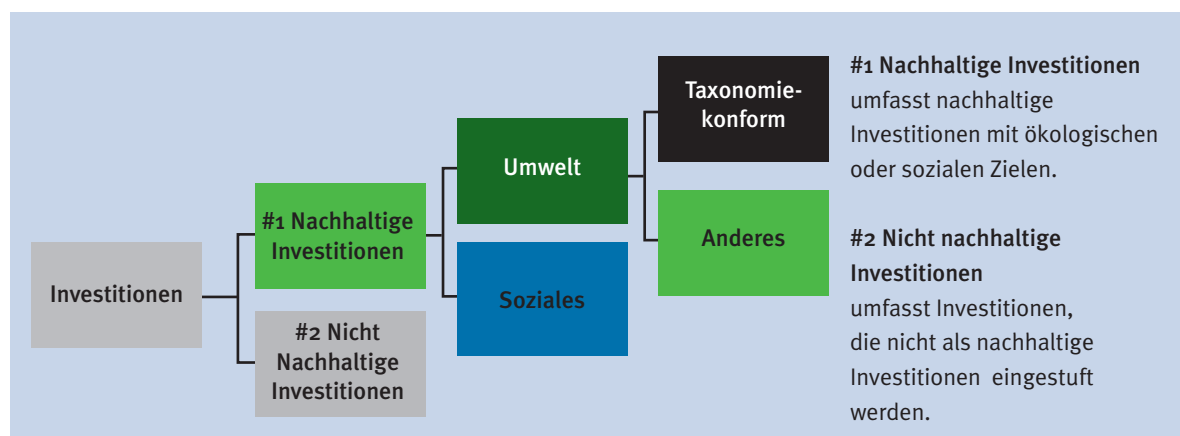 Investitionen
#1 Nachhaltige
Investitionen
#2 Nicht
Nachhaltige
Investitionen
Umwelt
Soziales
Taxonomie-
konform
Anderes
#1 Nachhaltige Investitionen
umfasst nachhaltige
Investitionen mit ökologischen
oder sozialen Zielen.
#2 Nicht nachhaltige
Investitionen
umfasst Investitionen,
die nicht als nachhaltige
Investitionen eingestuft
werden.